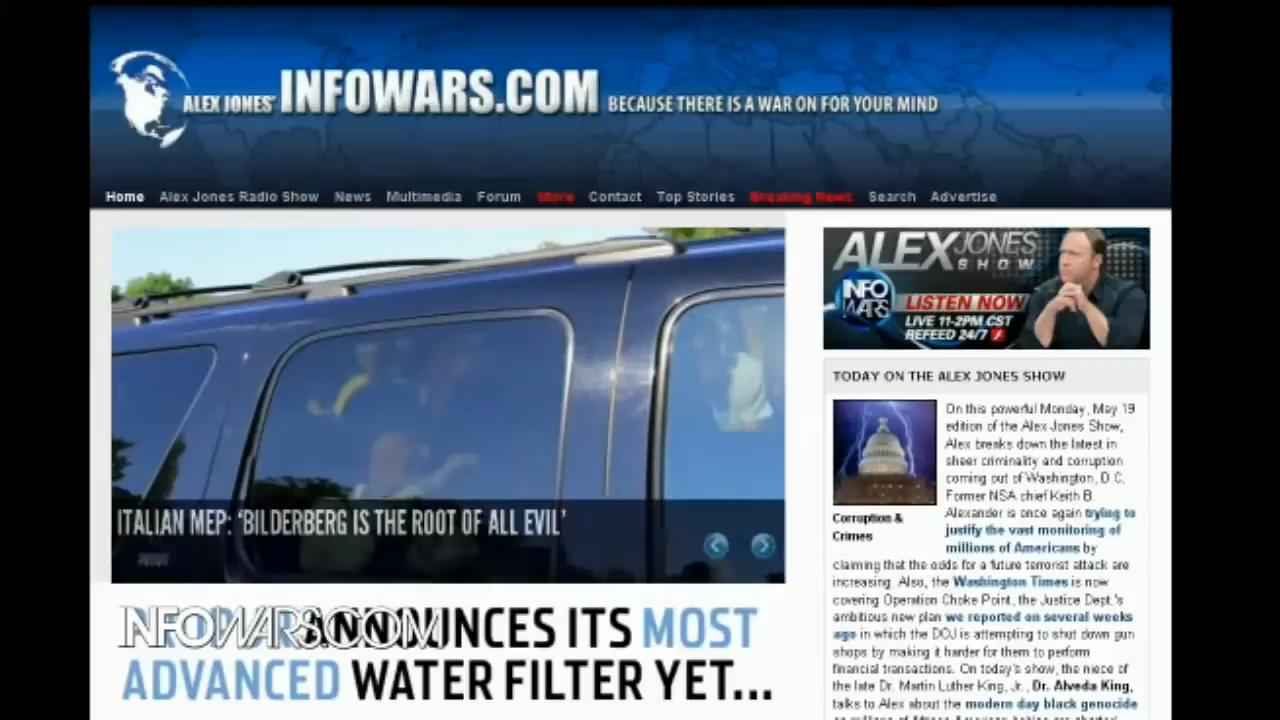 ALEX JONES' INFOWARS.COM BECAUSE THERE IS A WAR ON FOR YOUR MIND
Home Alex Jones Radio Show News Multimedia Forum Store Contact Top Stories Breaking News Search Advertise
ITALIAN MEP: 'BILDERBERG IS THE ROOT OF ALL EVIL'
INFOWARS.COM
ANNOUNCES ITS MOST
ADVANCED WATER FILTER YET...
ALEX JONES
SHOW
INFO
WARS
LISTEN NOW
LIVE 11-2PM CST
REFEED 24/7
TODAY ON THE ALEX JONES SHOW
Corruption &
Crimes
On this powerful Monday, May 19
edition of the Alex Jones Show,
Alex breaks down the latest in
sheer criminality and corruption
coming out of Washington, D.C.
Former NSA chief Keith B.
Alexander is once again trying to
justify the vast monitoring of
millions of Americans by
claiming that the odds for a future terrorist attack are
increasing. Also, the Washington Times is now
covering Operation Choke Point, the Justice Dept.'s
ambitious new plan we reported on several weeks
ago in which the DOJ is attempting to shut down gun
shops by making it harder for them to perform
financial transactions. On today's show, the niece of
the late Dr. Martin Luther King, Jr., Dr. Alveda King,
talks to Alex about the modern day black genocide